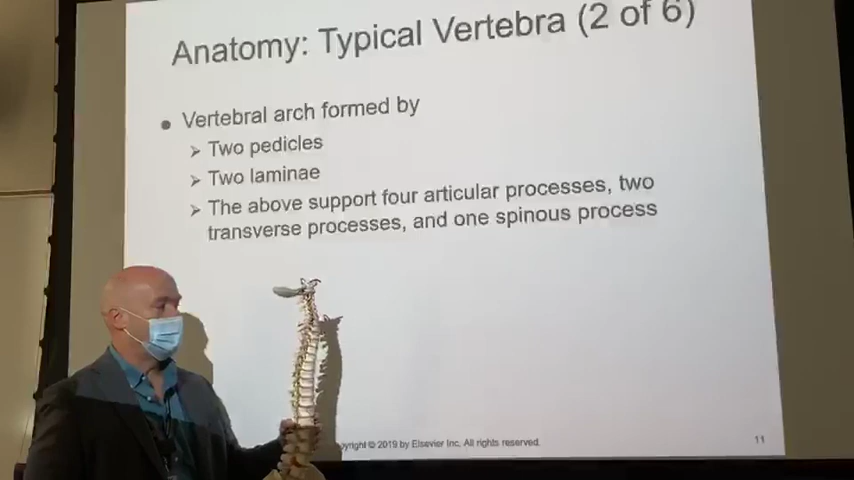 Anatomy: Typical Vertebra (2 of 6)
Vertebral arch formed by
Two pedicles
Two laminae
The above support four articular processes, two
transverse processes, and one spinous process
yright © 2019 by Elsevier Inc. All rights reserved.
11